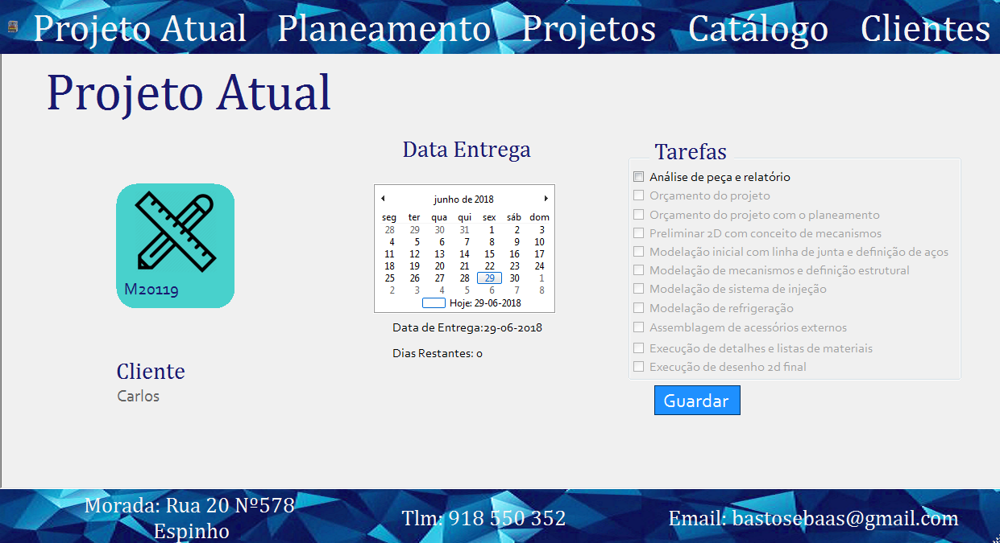 Projeto Atual Planeamento Projetos Catálogo Clientes
Projeto Atual
M20119
Cliente
Carlos
Data Entrega
junho de 2018
seg ter qua qui sex sáb dom
28 29 30 31 1 2 3
4 5 6 7 8 9 10
11 12 13 14 15 16 17
18 19 20 21 22 23 24
25 26 27 28 29 30 1
2 3 4 5 6 7 8
Hoje: 29-06-2018
Data de Entrega:29-06-2018
Dias Restantes: 0
Tarefas
Análise de peça e relatório
Orçamento do projeto
Orçamento do projeto com o planeamento
Preliminar 2D com conceito de mecanismos
Modelação inicial com linha de junta e definição de aços
Modelação de mecanismos e definição estrutural
Modelação de sistema de injeção
Modelação de refrigeração
Assemblagem de acessórios externos
Execução de detalhes e listas de materiais
Execução de desenho 2d final
Guardar
Morada: Rua 20 Nº578
Espinho
Tlm: 918 550 352
Email: bastosebaas@gmail.com